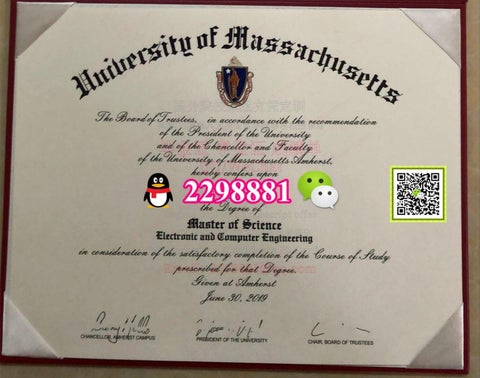 University of Massachusetts
The Board of Trustees, in accordance with the recommendation
of the President of the University
and of the Chancellor and Faculty
of the University of Massachusetts Amherst,
hereby confers upon
2298881
the Degree of
Master of Science
Electronic and Computer Engineering
in consideration of the satisfactory completion of the Course of Study
prescribed for that Degree.
Given at Amherst
June 30, 2019
CHANCELLOR, AMHERST CAMPUS
PRESIDENT OF THE UNIVERSITY
CHAIR, BOARD OF TRUSTEES